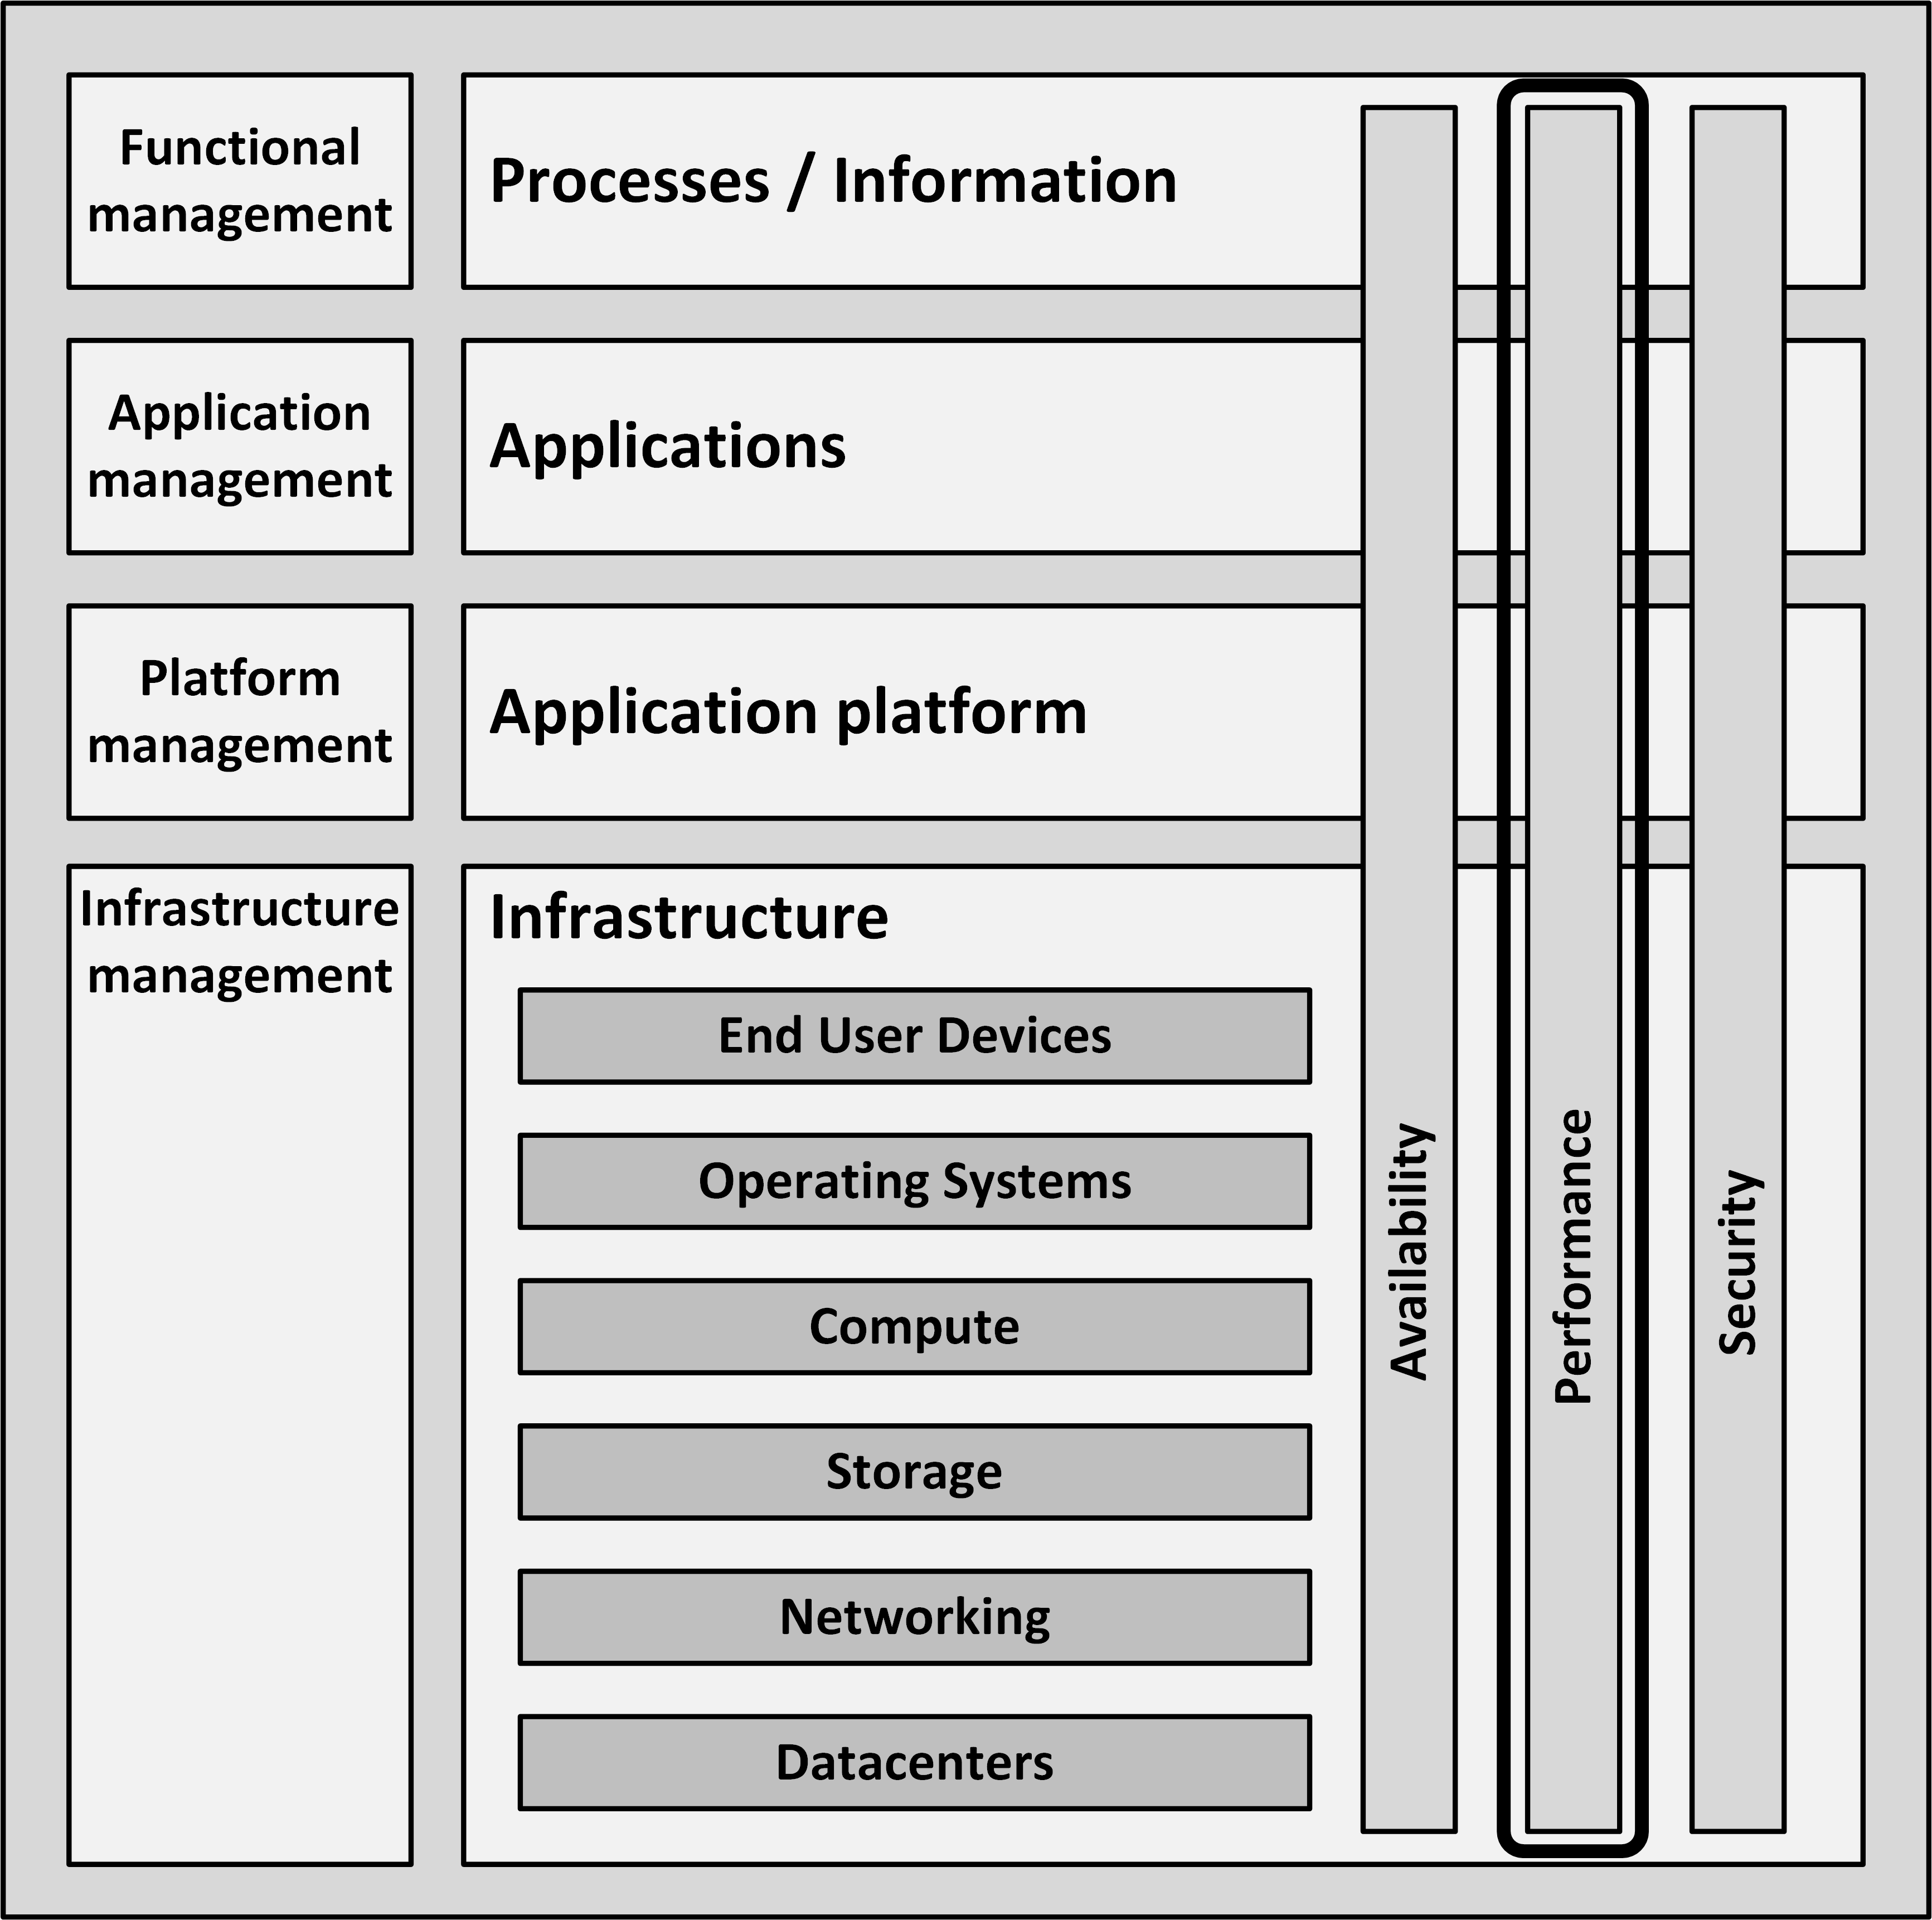 Functional
management
Processes / Information
Application
management
Applications
Platform
management
Application platform
Infrastructure
management
Infrastructure
End User Devices
Operating Systems
Compute
Storage
Networking
Datacenters
Availability
Performance
Security